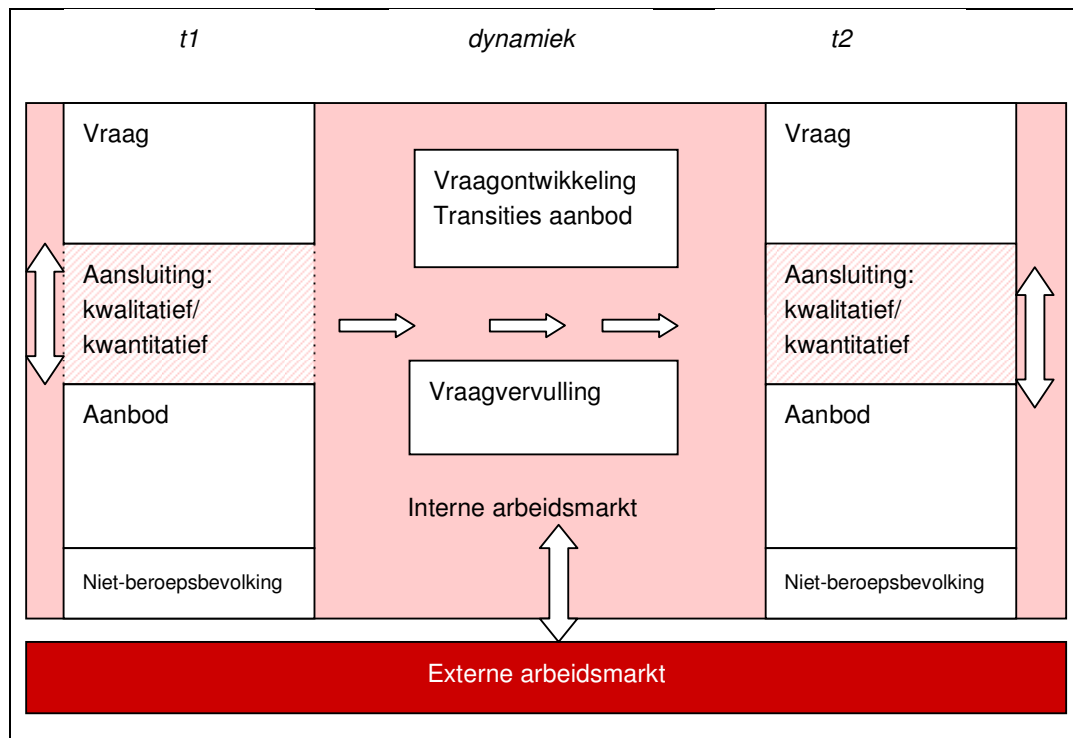 t1
dynamiek
t2
Vraag
Aansluiting:
kwalitatief/
kwantitatief
Aanbod
Niet-beroepsbevolking
Vraagontwikkeling
Transities aanbod
Vraagvervulling
Interne arbeidsmarkt
Vraag
Aansluiting:
kwalitatief/
kwantitatief
Aanbod
Niet-beroepsbevolking
Externe arbeidsmarkt